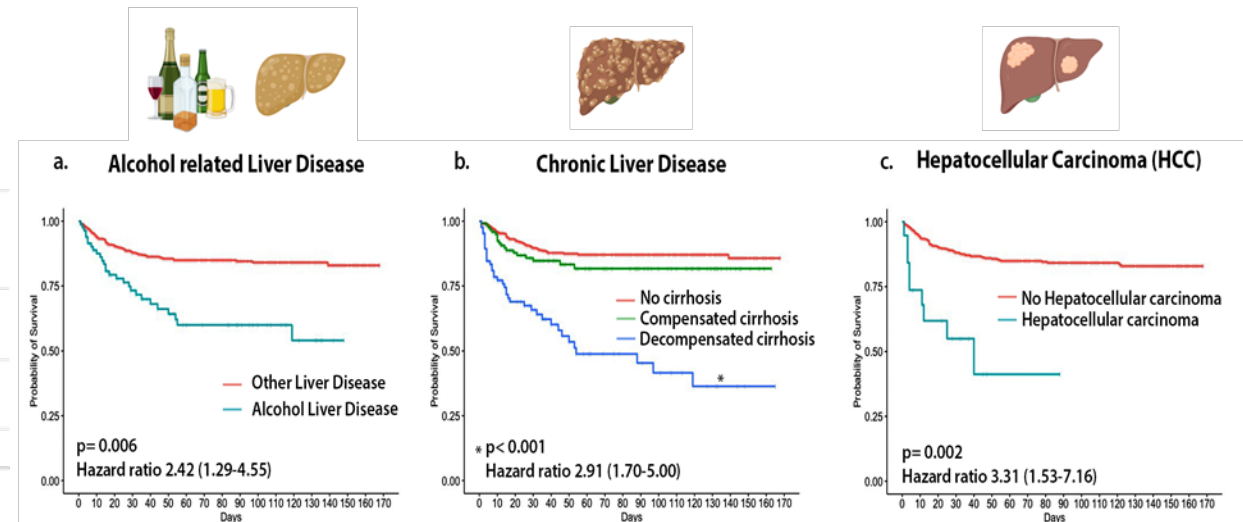 a. Alcohol related Liver Disease
1.00
0.75
0.50
0.25
0.00
Probability of Survival
Other Liver Disease
Alcohol Liver Disease
p= 0.006
Hazard ratio 2.42 (1.29-4.55)
0 10 20 30 40 50 60 70 80 90 100 110 120 130 140 150 160 170
Days
b. Chronic Liver Disease
1.00
0.75
0.50
0.25
0.00
Probability of Survival
No cirrhosis
Compensated cirrhosis
Decompensated cirrhosis
*
* p< 0.001
Hazard ratio 2.91 (1.70-5.00)
0 10 20 30 40 50 60 70 80 90 100 110 120 130 140 150 160 170
Days
c. Hepatocellular Carcinoma (HCC)
1.00
0.75
0.50
0.25
0.00
Probability of Survival
No Hepatocellular carcinoma
Hepatocellular carcinoma
p= 0.002
Hazard ratio 3.31 (1.53-7.16)
0 10 20 30 40 50 60 70 80 90 100 110 120 130 140 150 160 170
Days